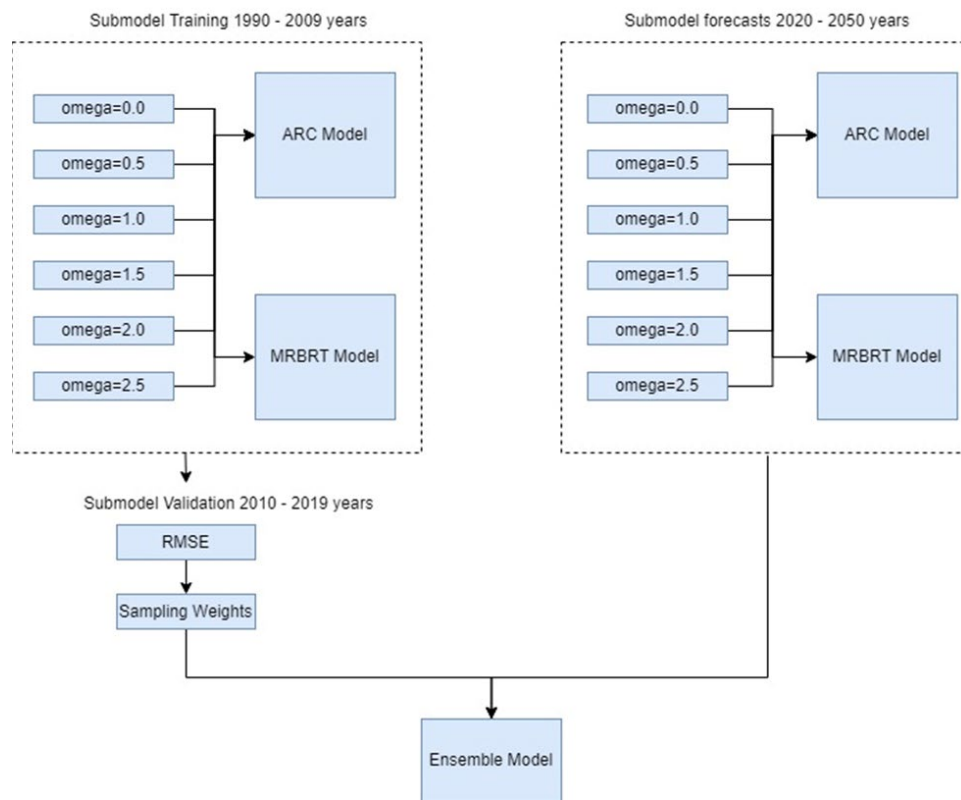 Submodel Training 1990 - 2009 years
omega=0.0
omega=0.5
omega=1.0
omega=1.5
omega=2.0
omega=2.5
ARC Model
MRBRT Model
Submodel forecasts 2020 - 2050 years
omega=0.0
omega=0.5
omega=1.0
omega=1.5
omega=2.0
omega=2.5
ARC Model
MRBRT Model
Submodel Validation 2010 - 2019 years
RMSE
Sampling Weights
Ensemble Model